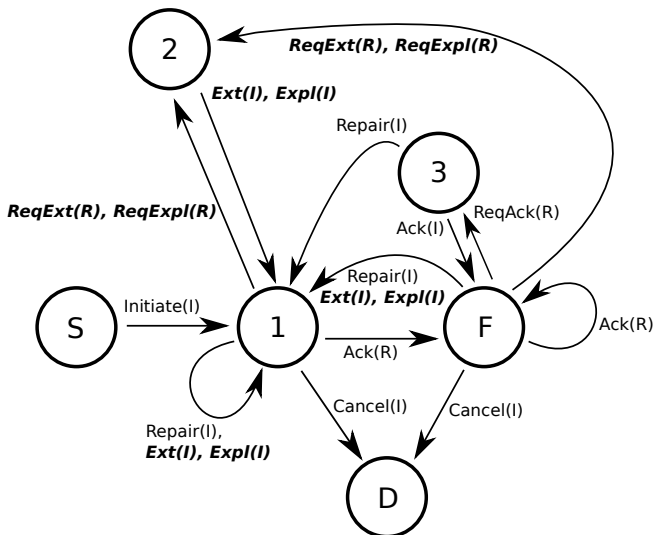 2
ReqExt(R), ReqExpl(R)
Ext(I), Expl(I)
Repair(I)
3
ReqExt(R), ReqExpl(R)
Ack(I)
ReqAck(R)
Repair(I)
Ext(I), Expl(I)
S
Initiate(I)
1
Ack(R)
F
Ack(R)
Repair(I),
Ext(I), Expl(I)
Cancel(I)
Cancel(I)
D